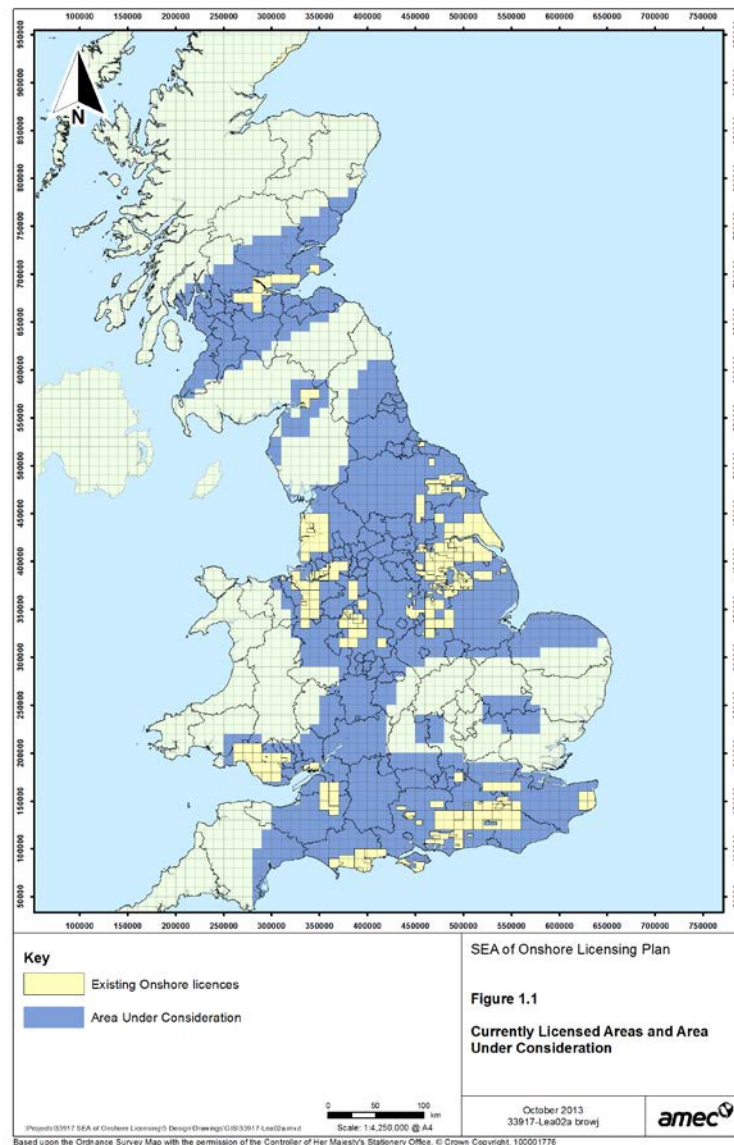 100000 150000 200000 250000 300000 350000 400000 450000 500000 550000 600000 650000 700000 750000
950000
900000
850000
800000
750000
700000
650000
600000
550000
500000
450000
400000
350000
300000
250000
200000
150000
100000
50000
N
100000 150000 200000 250000 300000 350000 400000 450000 500000 550000 600000 650000 700000 750000
Key
Existing Onshore licences
Area Under Consideration
0 50 100
km
Scale: 1:4,250,000 @ A4
SEA of Onshore Licensing Plan
Figure 1.1
Currently Licensed Areas and Area
Under Consideration
October 2013
33917-Lea02a browj
amec
Based upon the Ordnance Survey Map with the permission of the Controller of Her Majesty's Stationery Office. © Crown Copyright. 100001776